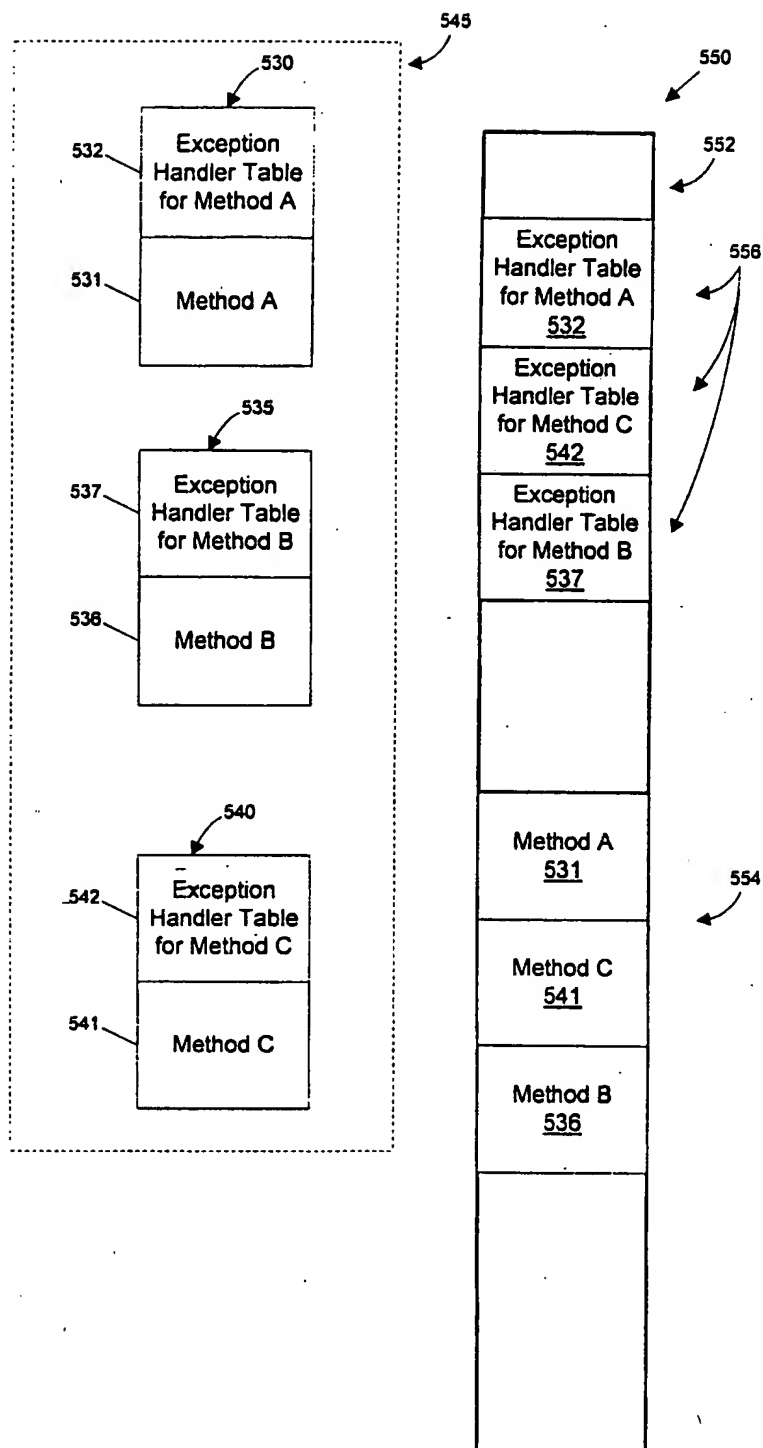 545
530
532
Exception
Handler Table
for Method A
531
Method A
535
537
Exception
Handler Table
for Method B
536
Method B
540
542
Exception
Handler Table
for Method C
541
Method C
550
552
Exception
Handler Table
for Method A
532
556
Exception
Handler Table
for Method C
542
Exception
Handler Table
for Method B
537
Method A
531
554
Method C
541
Method B
536